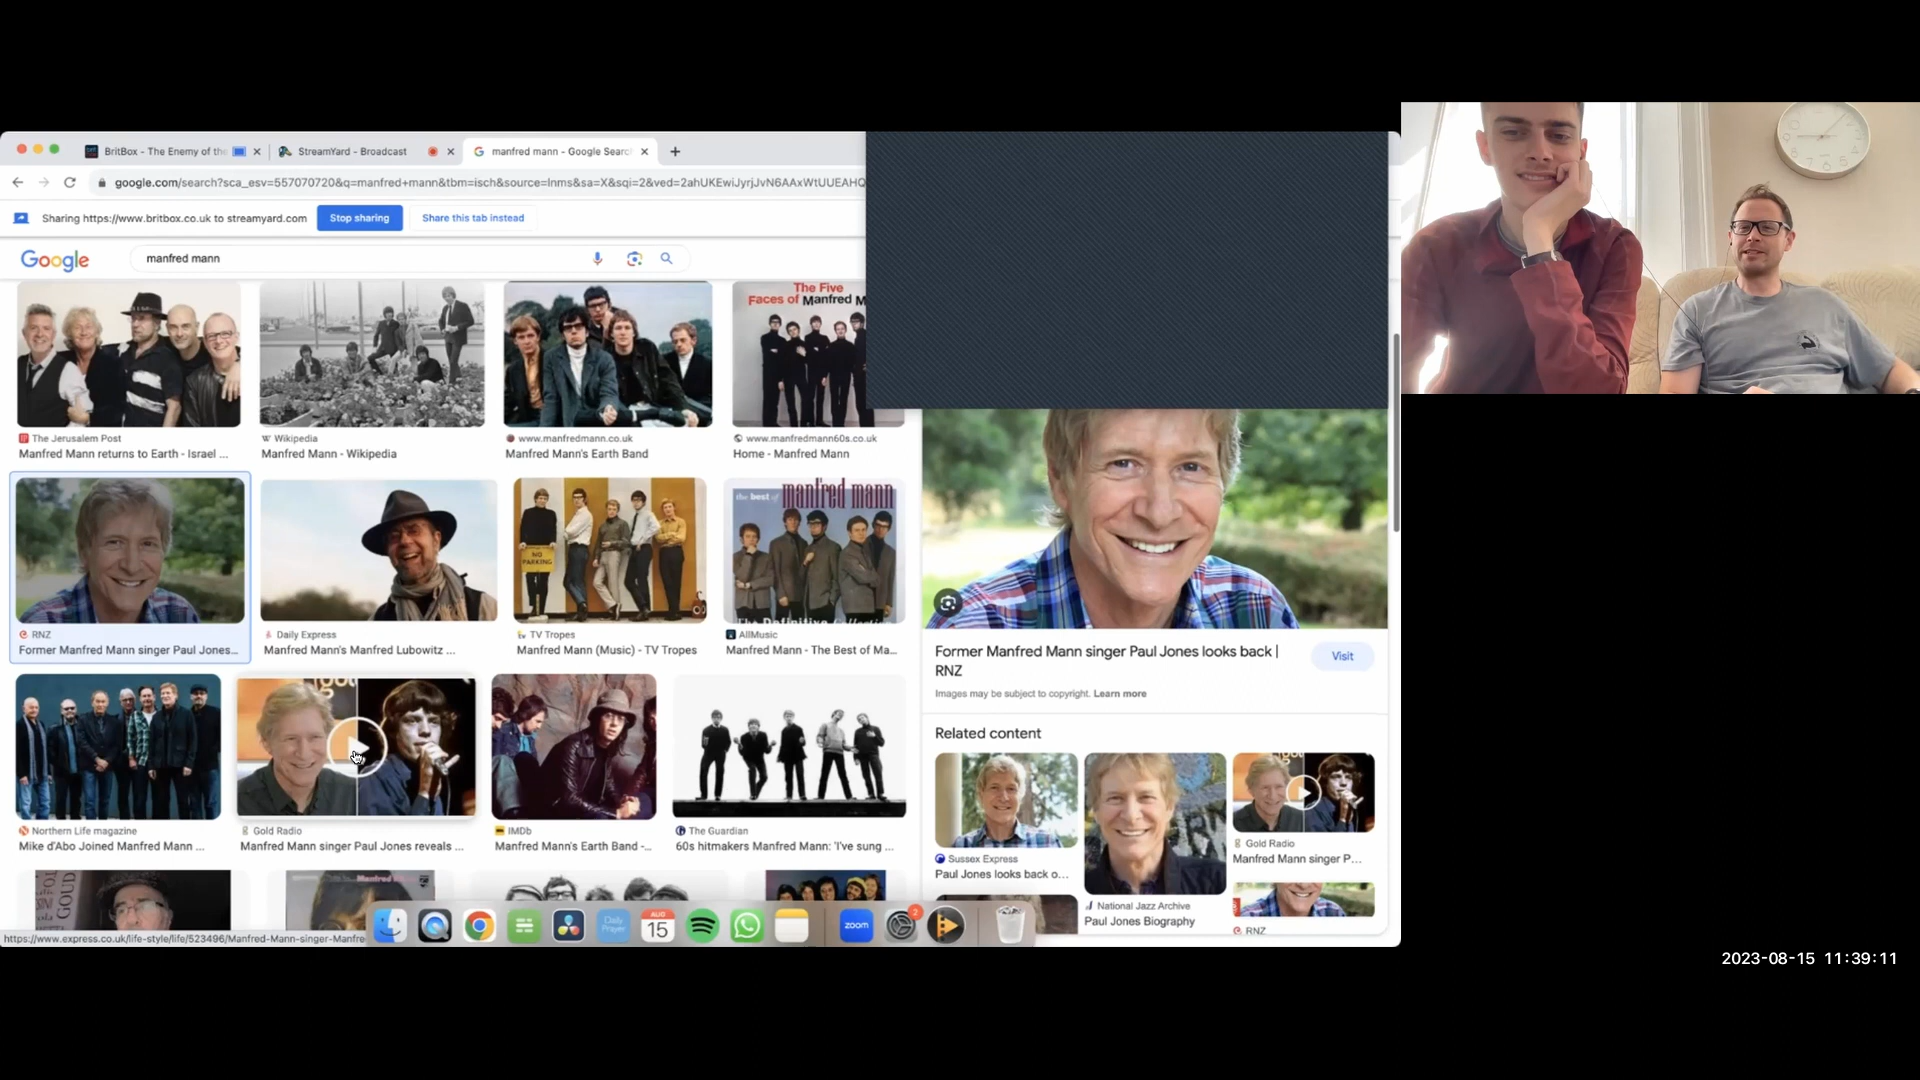 BritBox - The Enemy of the
StreamYard - Broadcast
manfred mann - Google Searc
google.com/search?sca_esv=557070720&q=manfred+mann&tbm=isch&source=lnms&sa=X&sqi=2&ved=2ahUKEwiJyrjJvN6AAxWtUUEAHQ
Sharing https://www.britbox.co.uk to streamyard.com
Stop sharing
Share this tab instead
Google
manfred mann
The Five
Faces of Manfred M
The Jerusalem Post
Manfred Mann returns to Earth - Israel ...
W Wikipedia
Manfred Mann - Wikipedia
www.manfredmann.co.uk
Manfred Mann's Earth Band
www.manfredmann60s.co.uk
Home - Manfred Mann
NO
PARKING
the best of manfred mann
The Definitive Collection
RNZ
Former Manfred Mann singer Paul Jones...
Daily Express
Manfred Mann's Manfred Lubowitz ...
TV Tropes
Manfred Mann (Music) - TV Tropes
AllMusic
Manfred Mann - The Best of Ma...
Northern Life magazine
Mike d'Abo Joined Manfred Mann ...
Gold Radio
Manfred Mann singer Paul Jones reveals ...
IMDb
Manfred Mann's Earth Band -...
The Guardian
60s hitmakers Manfred Mann: 'I've sung ...
Former Manfred Mann singer Paul Jones looks back |
RNZ
Visit
Images may be subject to copyright. Learn more
Related content
Sussex Express
Paul Jones looks back o...
National Jazz Archive
Paul Jones Biography
Gold Radio
Manfred Mann singer P...
RNZ
Daily
Prayer
AUG
15
zoom
2
https://www.express.co.uk/life-style/life/523496/Manfred-Mann-singer-Manfre
2023-08-15 11:39:11